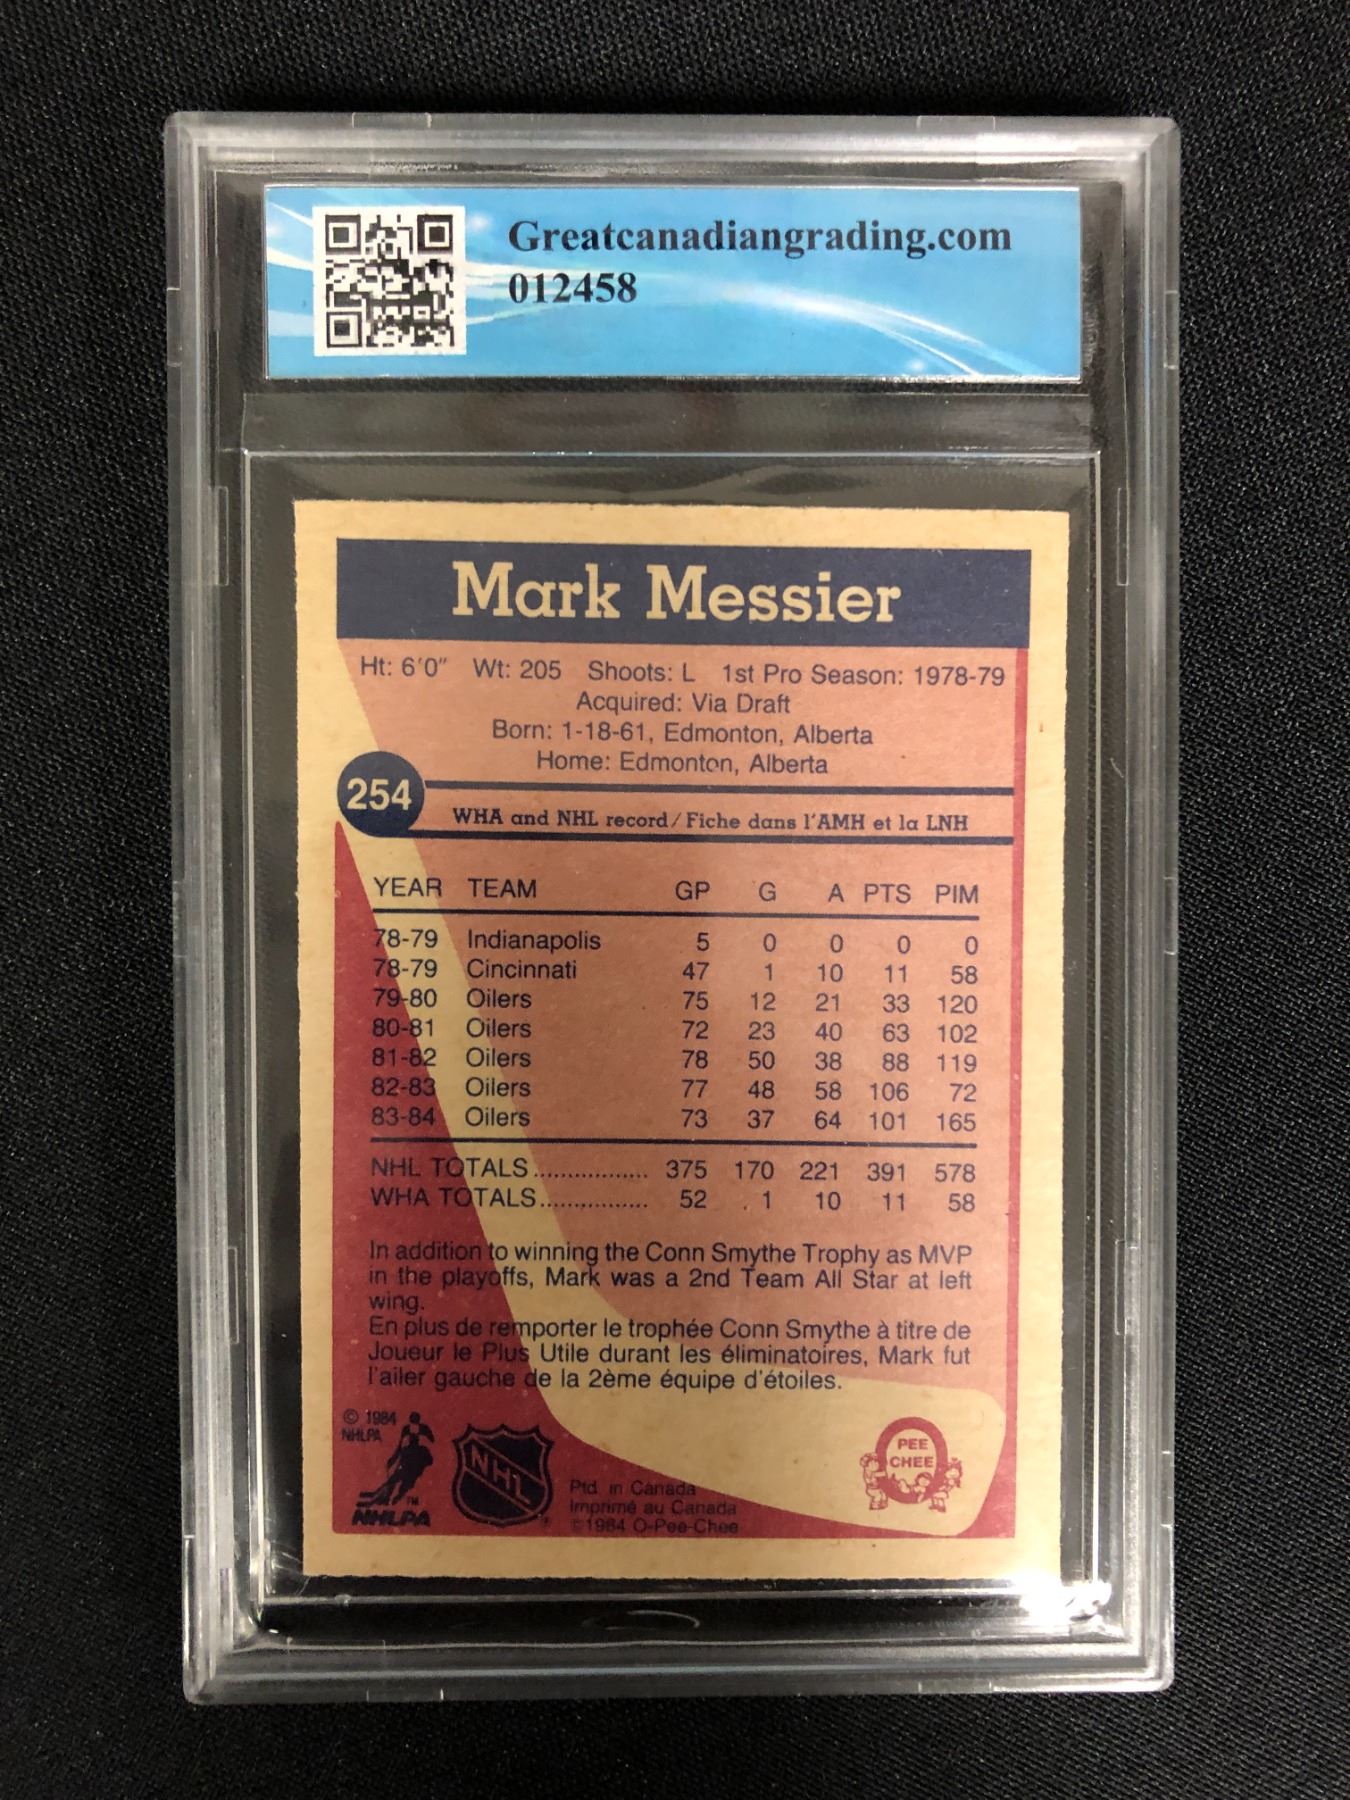 Greatcanadiangrading.com
012458
Mark Messier
Ht: 6'0" Wt: 205 Shoots: L 1st Pro Season: 1978-79
Acquired: Via Draft
Born: 1-18-61, Edmonton, Alberta
Home: Edmonton, Alberta
254
WHA and NHL record/Fiche dans l'AMH et la LNH
YEAR TEAM GP G A PTS PIM
78-79 Indianapolis 5 0 0 0 0
78-79 Cincinnati 47 1 10 11 58
79-80 Oilers 75 12 21 33 120
80-81 Oilers 72 23 40 63 102
81-82 Oilers 78 50 38 88 119
82-83 Oilers 77 48 58 106 72
83-84 Oilers 73 37 64 101 165
NHL TOTALS................. 375 170 221 391 578
WHA TOTALS................ 52 1 10 11 58
In addition to winning the Conn Smythe Trophy as MVP
in the playoffs, Mark was a 2nd Team All Star at left
wing.
En plus de remporter le trophée Conn Smythe à titre de
Joueur le Plus Utile durant les éliminatoires, Mark fut
l'ailer gauche de la 2ème équipe d'étoiles.
© 1984
NHLPA
TM
NHLPA
NHL
Ptd. in Canada
Imprimé au Canada
©1984 O-Pee-Chee
PEE
CHEE